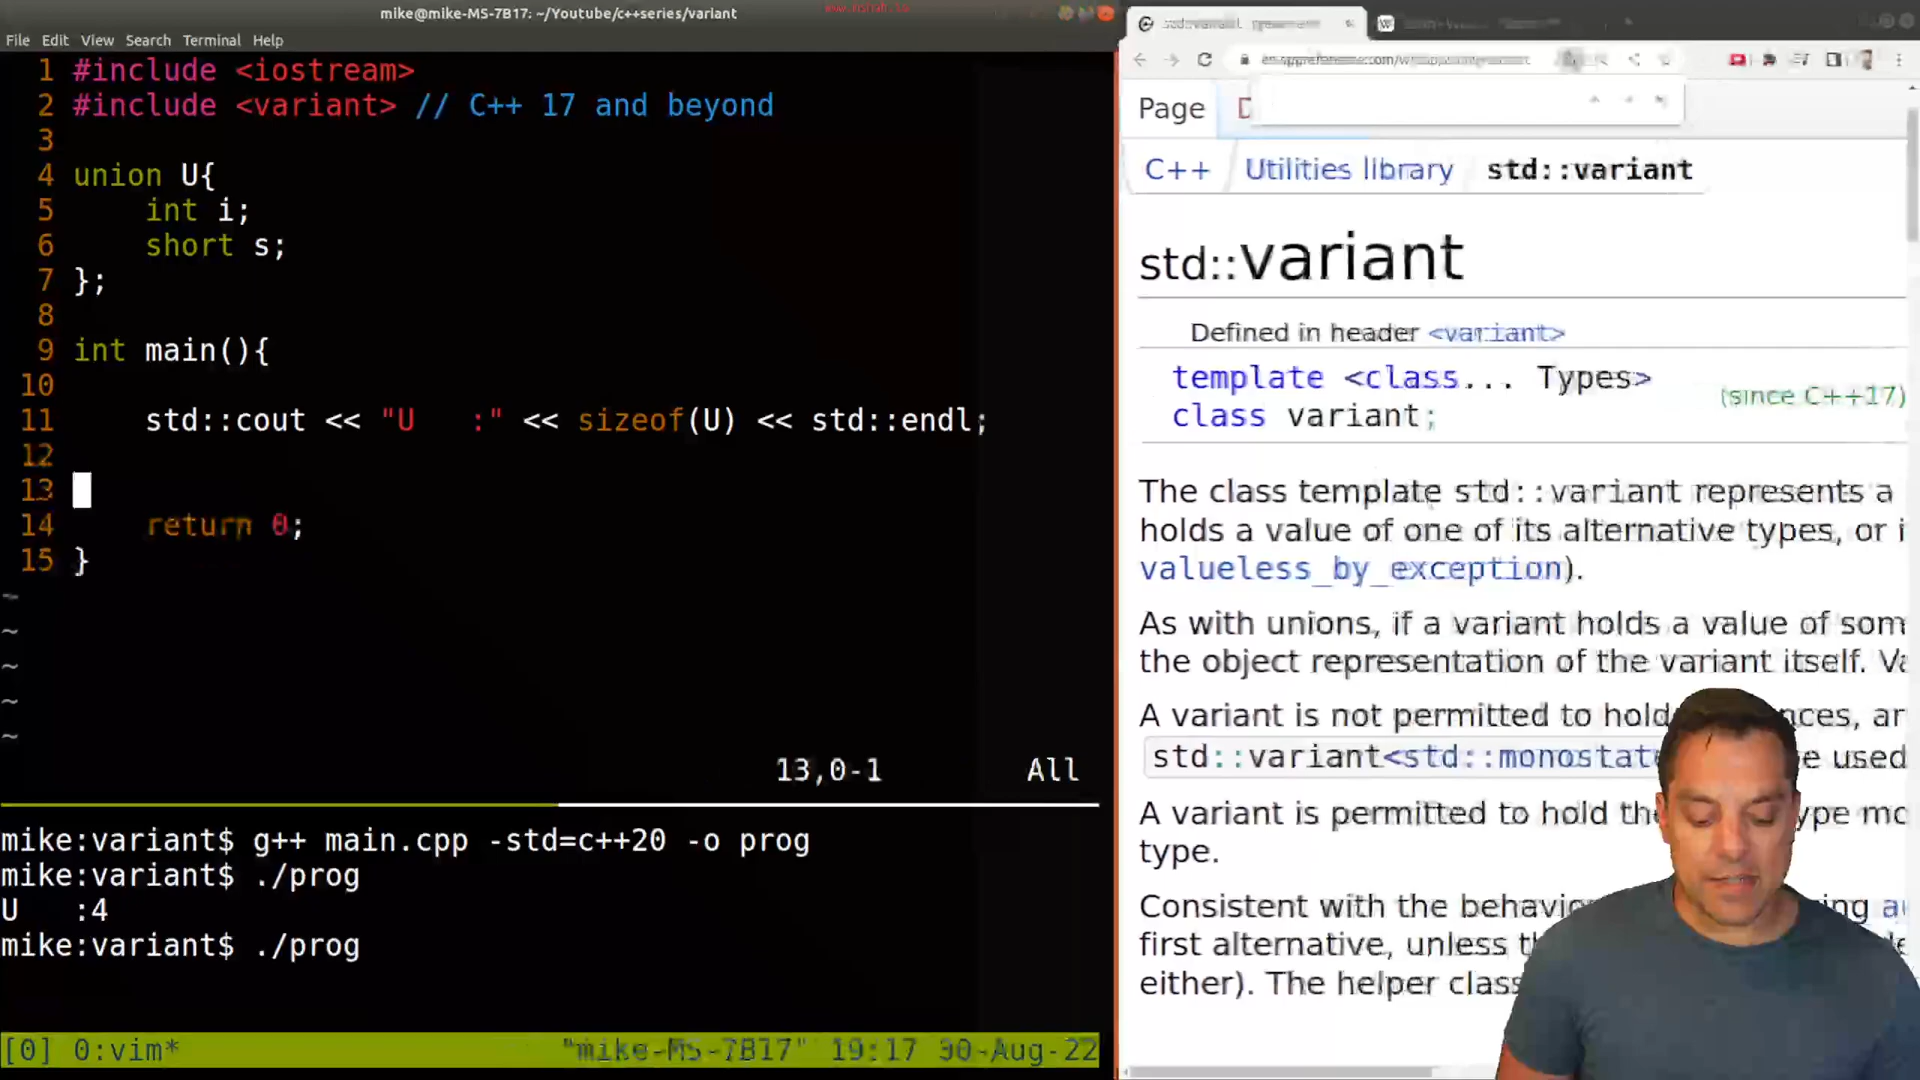 mike@mike-MS-7B17: ~/Youtube/c++series/variant
File Edit View Search Terminal Help
1 #include <iostream>
2 #include <variant> // C++ 17 and beyond
3
4 union U{
5 int i;
6 short s;
7 };
8
9 int main(){
10
11 std::cout << "U   :" << sizeof(U) << std::endl;
12
13
14 return 0;
15 }
~
~
~
~
~
13,0-1 All
mike:variant$ g++ main.cpp -std=c++20 -o prog
mike:variant$ ./prog
U   :4
mike:variant$ ./prog
[0] 0:vim* "mike-MS-7B17" 19:17 30-Aug-22
Page
C++ Utilities library std::variant
std::variant
Defined in header <variant>
template <class... Types>
class variant;
(since C++17)
The class template std::variant represents a
holds a value of one of its alternative types, or i
valueless_by_exception).
As with unions, if a variant holds a value of som
the object representation of the variant itself. Va
A variant is not permitted to hold nces, ar
std::variant<std::monostat e used
A variant is permitted to hold th ype mo
type.
Consistent with the behavio ing a
first alternative, unless t
either). The helper class